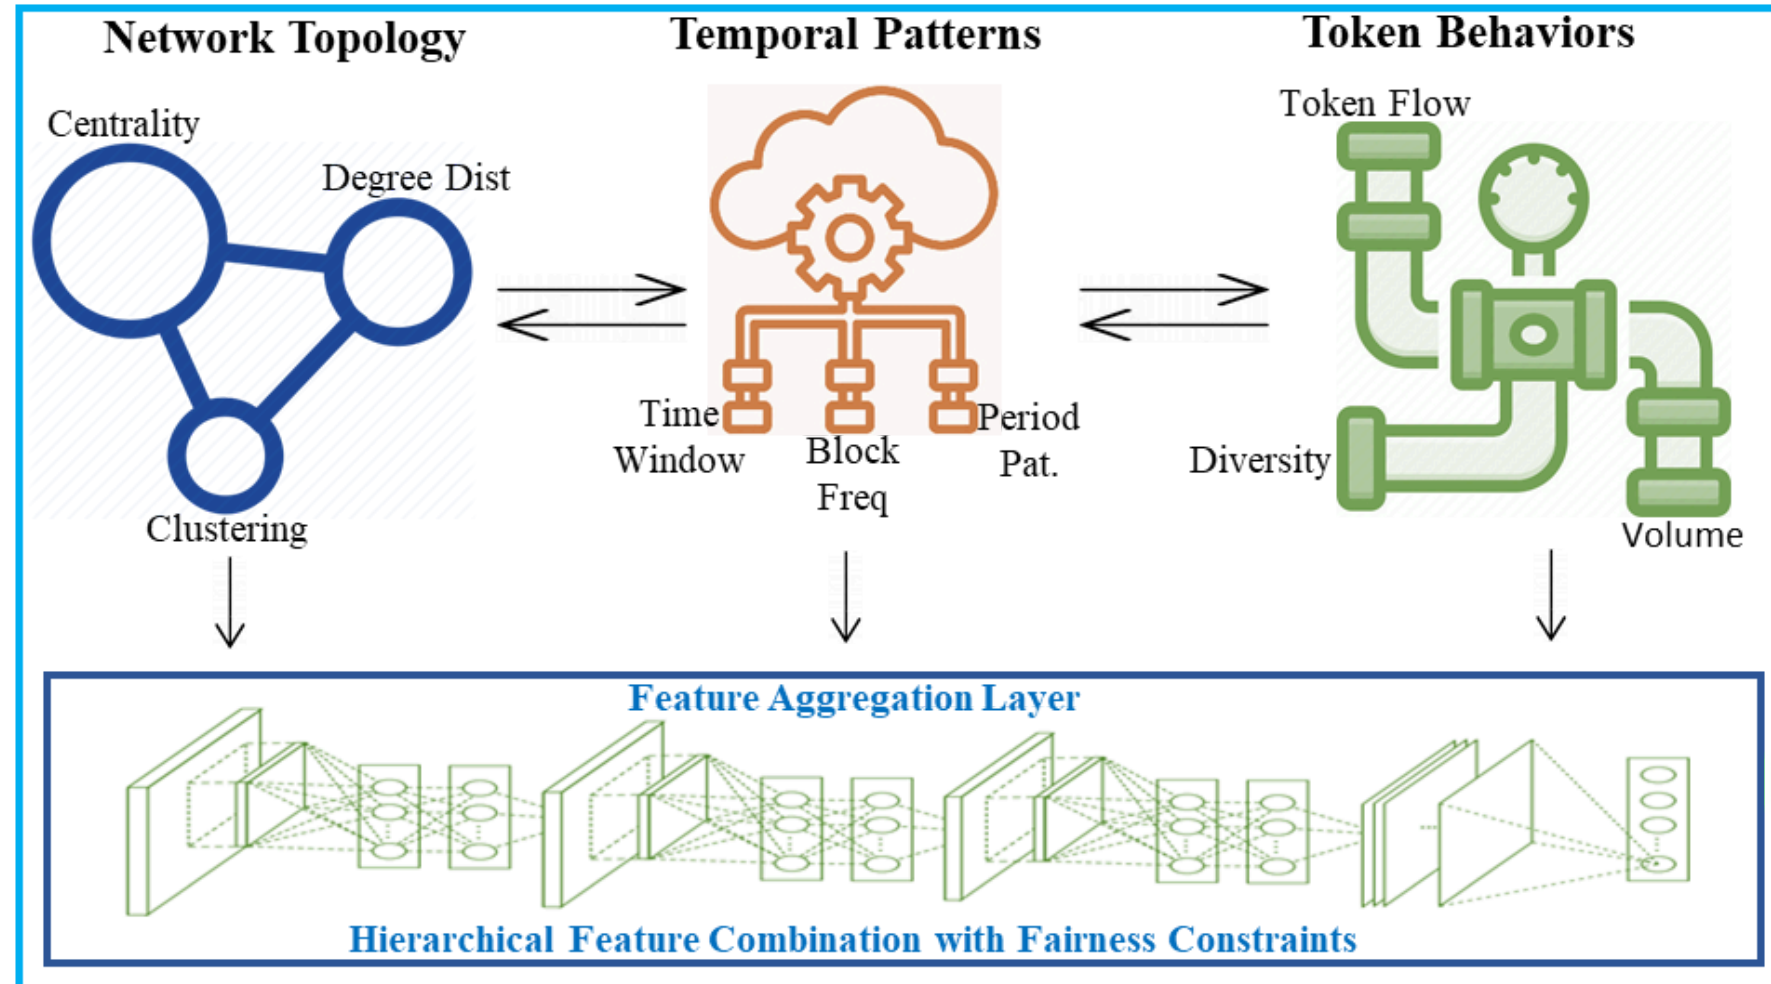 Network Topology
Temporal Patterns
Token Behaviors
Centrality
Degree Dist
Clustering
Time
Window
Block
Freq
Period
Pat.
Token Flow
Diversity
Volume
Feature Aggregation Layer
Hierarchical Feature Combination with Fairness Constraints